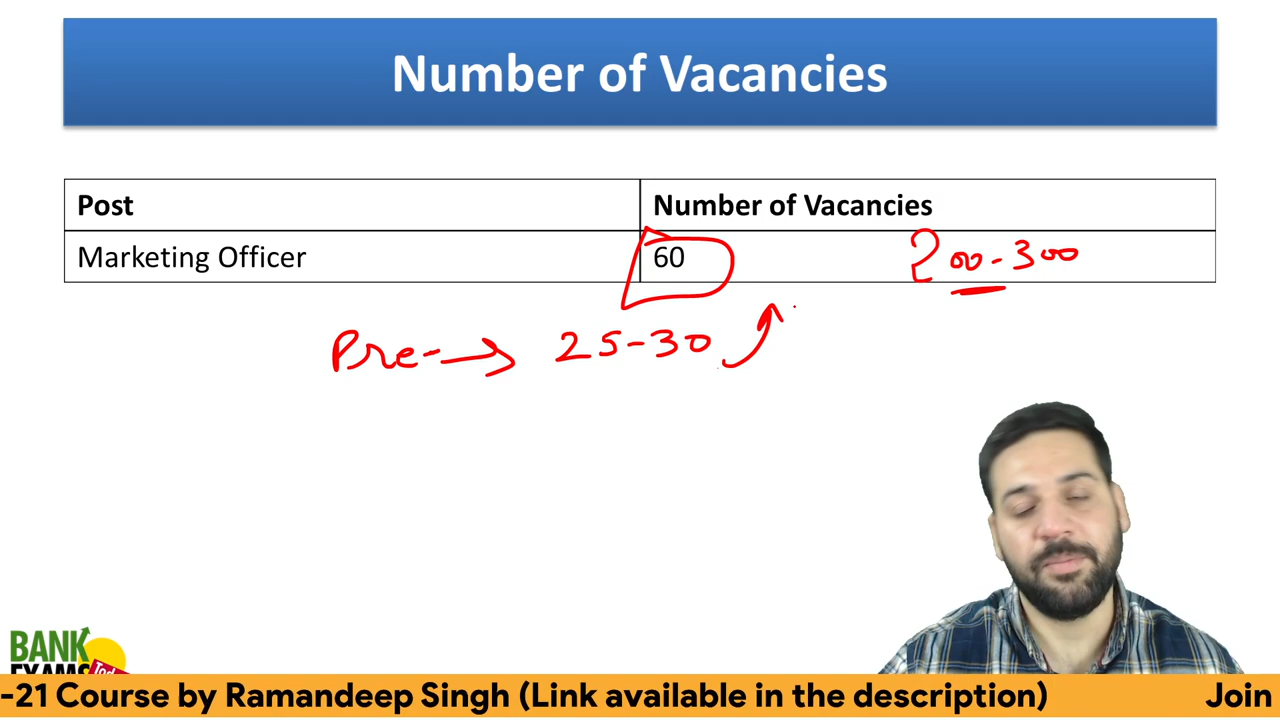 Number of Vacancies
Post Number of Vacancies
Marketing Officer 60 200-300
Pre- → 25-30
BANK
EXAMS Today
-21 Course by Ramandeep Singh (Link available in the description) Join